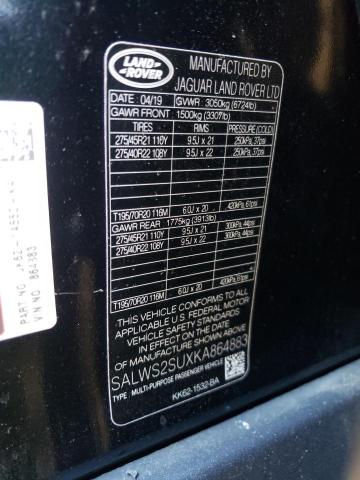 LAND
ROVER
MANUFACTURED BY
JAGUAR LAND ROVER LTD
DATE: 04/19 GVWR 3050kg (6724lb)
GAWR FRONT 1500kg (3307lb)
TIRES RIMS PRESSURE (COLD)
275/45R21 110Y 9.5J x 21 250kPa, 37psi
275/40R22 108Y 9.5J x 22 250kPa, 37psi
T195/70R20 116M 6.0J x 20 420kPa, 61psi
GAWR REAR 1775kg (3913lb)
275/45R21 110Y 9.5J x 21 300kPa, 44psi
275/40R22 108Y 9.5J x 22 300kPa, 44psi
T195/70R20 116M 6.0J x 20 420kPa, 61psi
THIS VEHICLE CONFORMS TO ALL
APPLICABLE U.S FEDERAL MOTOR
VEHICLE SAFETY STANDARDS
IN EFFECT ON THE DATE
OF MANUFACTURE SHOWN ABOVE
SALWS2SUXKA864883
TYPE: MULTI-PURPOSE PASSENGER VEHICLE
KK62-1532-BA
PART NO.
VIN NO. 864883